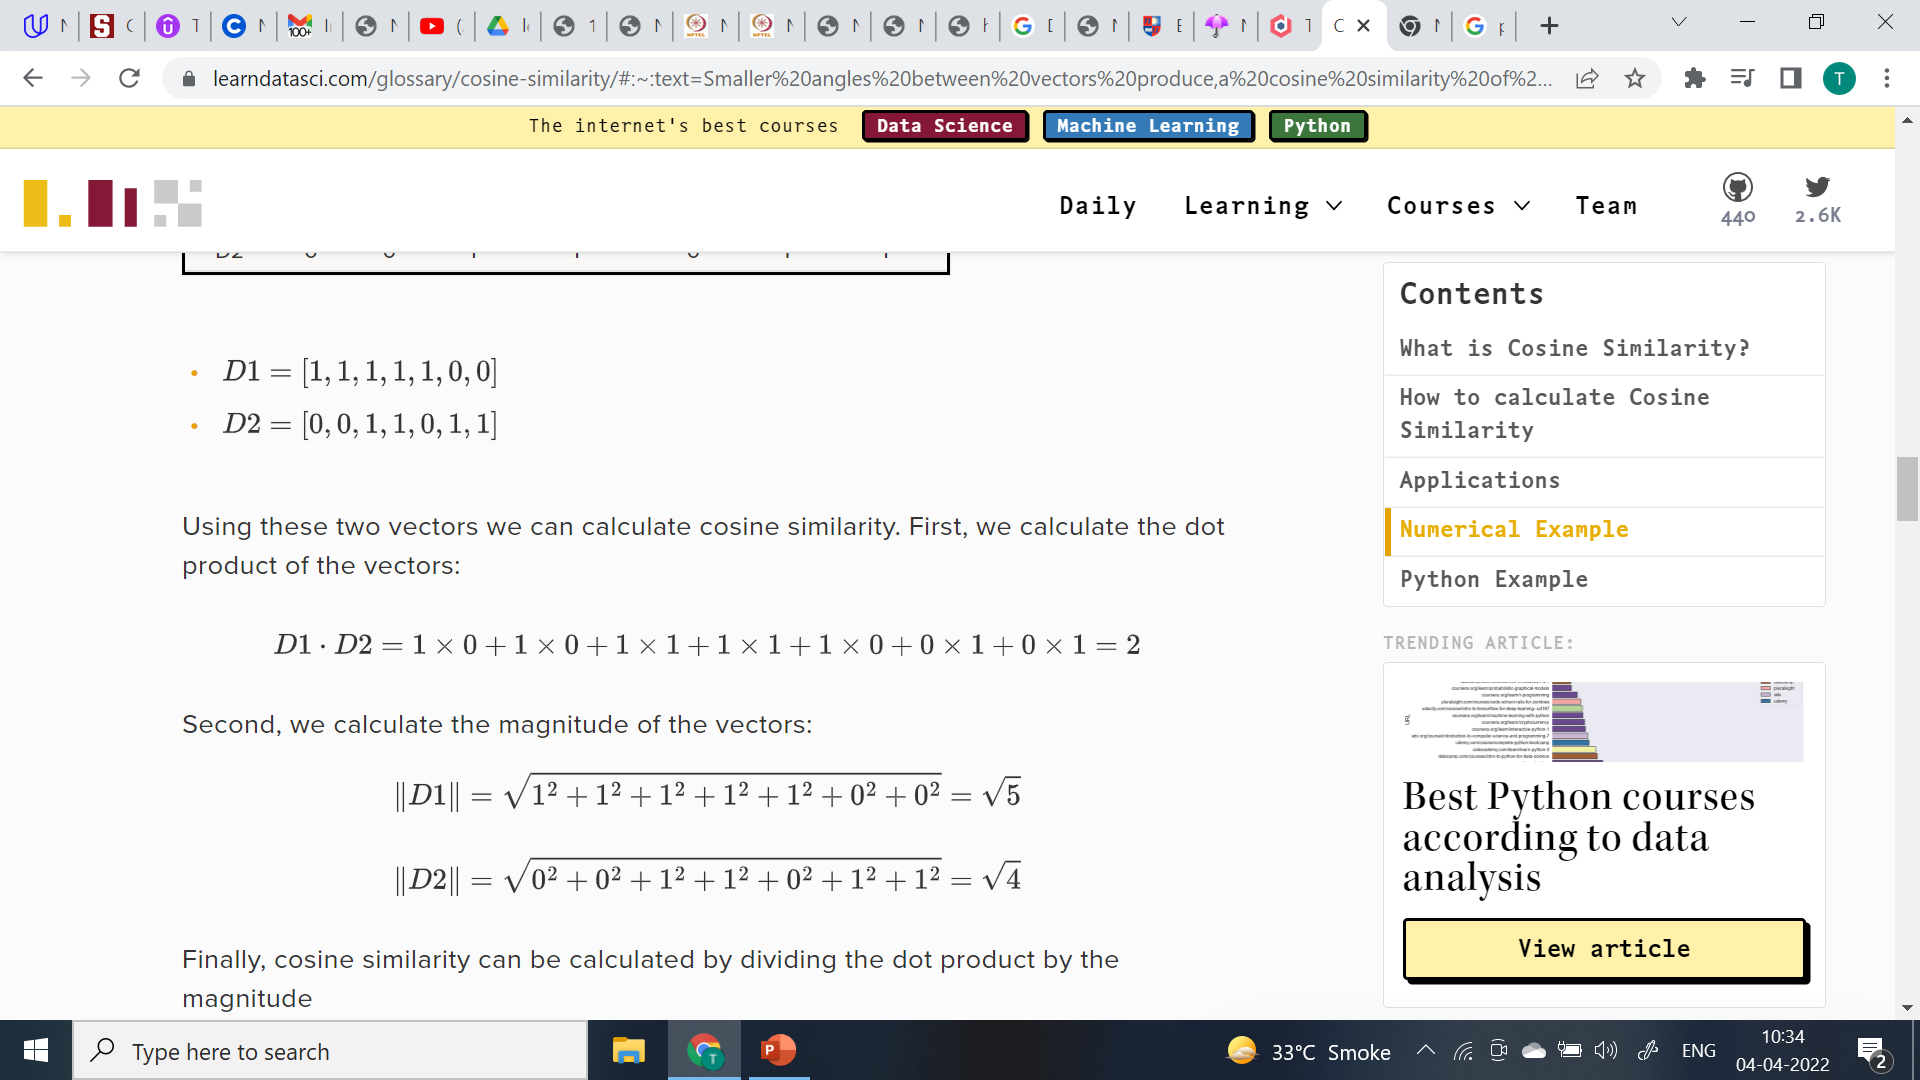 learndatasci.com/glossary/cosine-similarity/#:~:text=Smaller%20angles%20between%20vectors%20produce,a%20cosine%20similarity%20of%2...
T
The internet's best courses Data Science Machine Learning Python
Daily Learning Courses Team
440 2.6K
D1 = [1, 1, 1, 1, 1, 0, 0]
D2 = [0, 0, 1, 1, 0, 1, 1]
Using these two vectors we can calculate cosine similarity. First, we calculate the dot
product of the vectors:
D1 · D2 = 1 × 0 + 1 × 0 + 1 × 1 + 1 × 1 + 1 × 0 + 0 × 1 + 0 × 1 = 2
Second, we calculate the magnitude of the vectors:
||D1|| = √1² + 1² + 1² + 1² + 1² + 0² + 0² = √5
||D2|| = √0² + 0² + 1² + 1² + 0² + 1² + 1² = √4
Finally, cosine similarity can be calculated by dividing the dot product by the
magnitude
Contents
What is Cosine Similarity?
How to calculate Cosine
Similarity
Applications
Numerical Example
Python Example
TRENDING ARTICLE:
Best Python courses
according to data
analysis
View article
Type here to search
33°C Smoke
ENG
10:34
04-04-2022
2